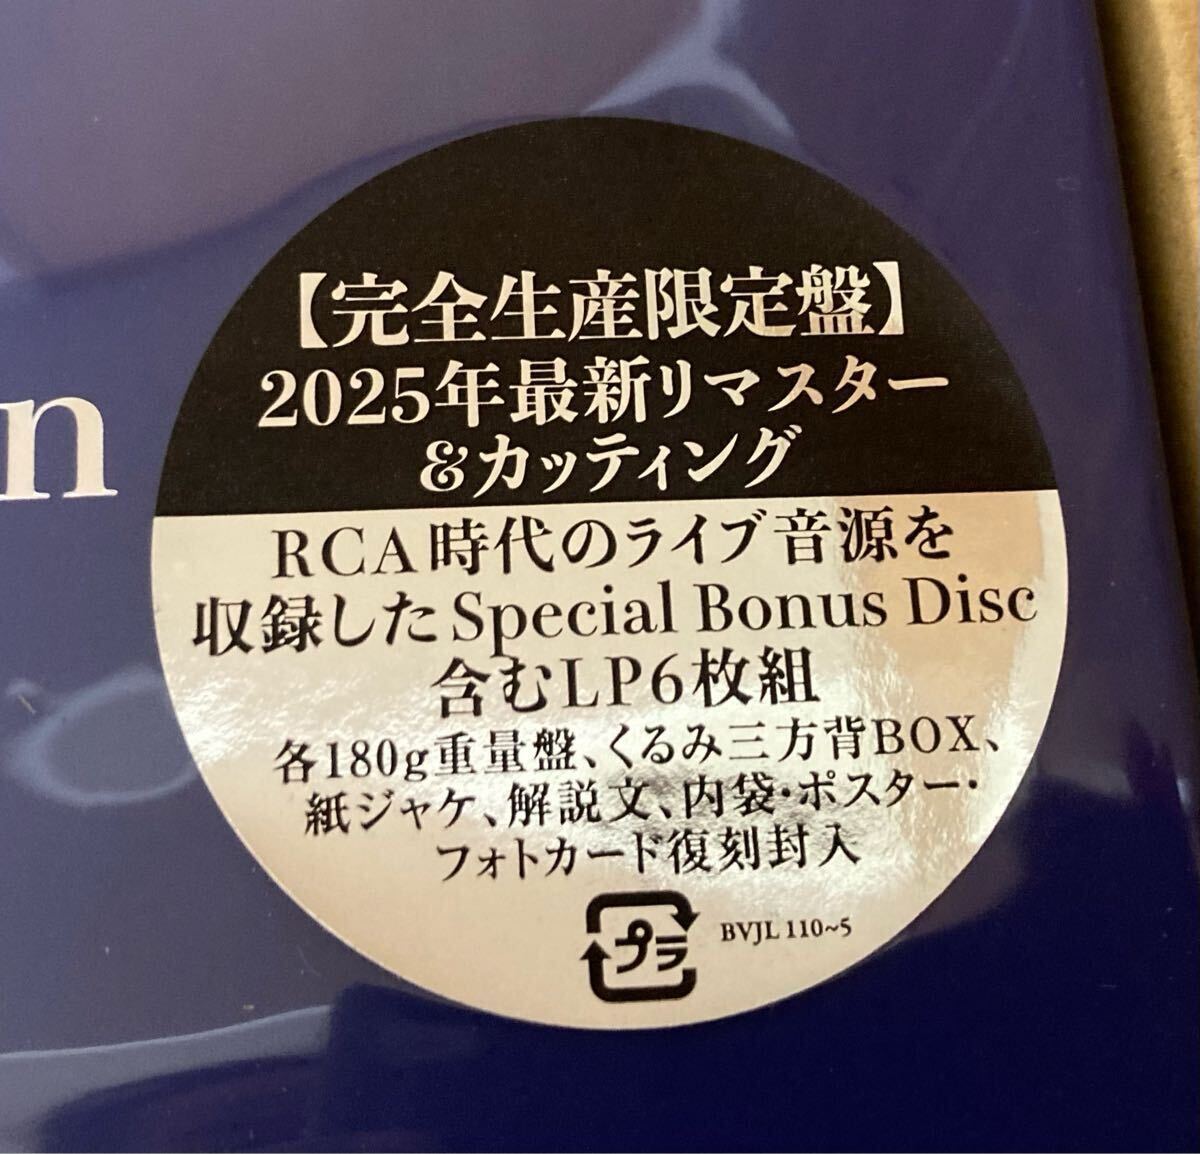 n
【完全生産限定盤】
2025年最新リマスター
&カッティング
RCA時代のライブ音源を
収録したSpecial Bonus Disc
含むLP6枚組
各180g重量盤、くるみ三方背BOX、
紙ジャケ、解説文、内袋・ポスター・
フォトカード復刻封入
プラ
BVJL 110~5